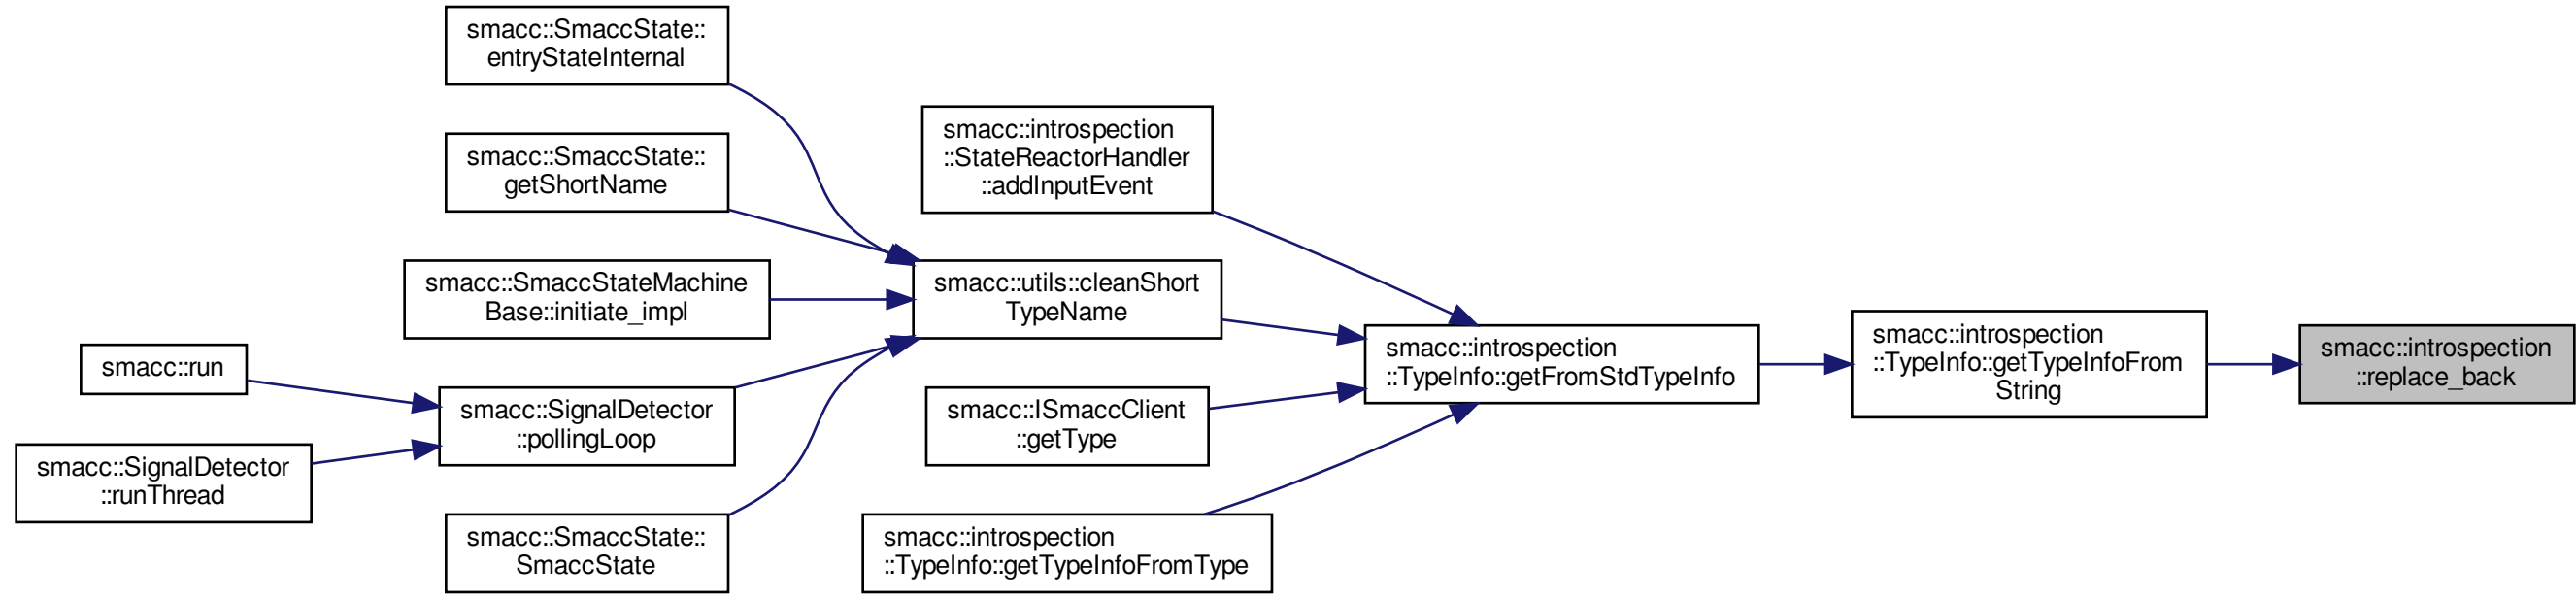 smacc::SmaccState::
entryStateInternal
smacc::SmaccState::
getShortName
smacc::SmaccStateMachine
Base::initiate_impl
smacc::run
smacc::SignalDetector
::runThread
smacc::SignalDetector
::pollingLoop
smacc::SmaccState::
SmaccState
smacc::introspection
::StateReactorHandler
::addInputEvent
smacc::utils::cleanShort
TypeName
smacc::ISmaccClient
::getType
smacc::introspection
::TypeInfo::getTypeInfoFromType
smacc::introspection
::TypeInfo::getFromStdTypeInfo
smacc::introspection
::TypeInfo::getTypeInfoFrom
String
smacc::introspection
::replace_back